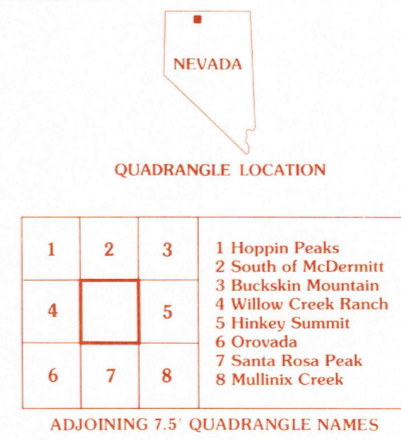 NEVADA
QUADRANGLE LOCATION
1 2 3
4 5
6 7 8
1 Hoppin Peaks
2 South of McDermitt
3 Buckskin Mountain
4 Willow Creek Ranch
5 Hinkey Summit
6 Orovada
7 Santa Rosa Peak
8 Mullinix Creek
ADJOINING 7.5′ QUADRANGLE NAMES